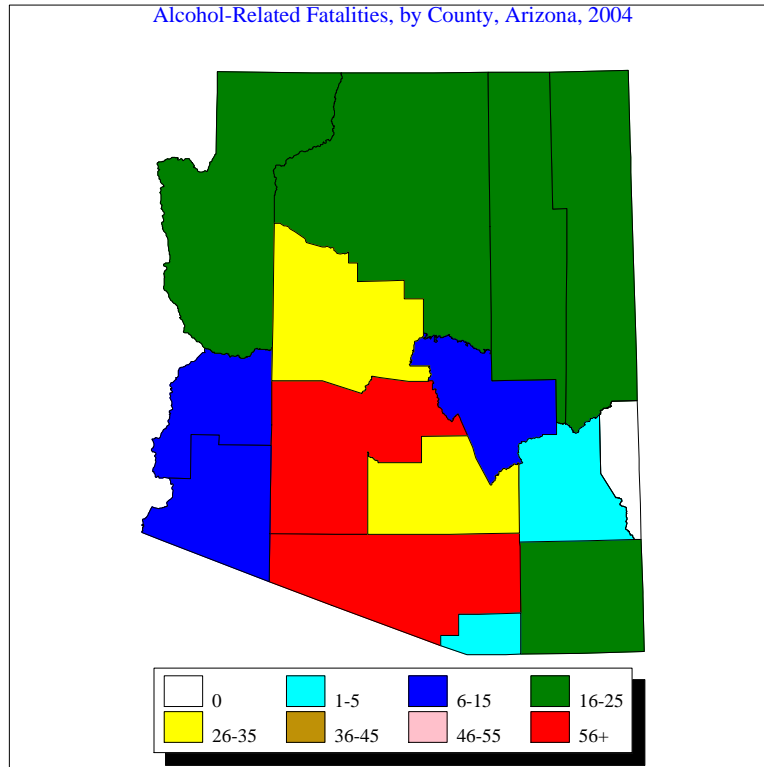 Alcohol-Related Fatalities, by County, Arizona, 2004
0 1-5 6-15 16-25
26-35 36-45 46-55 56+